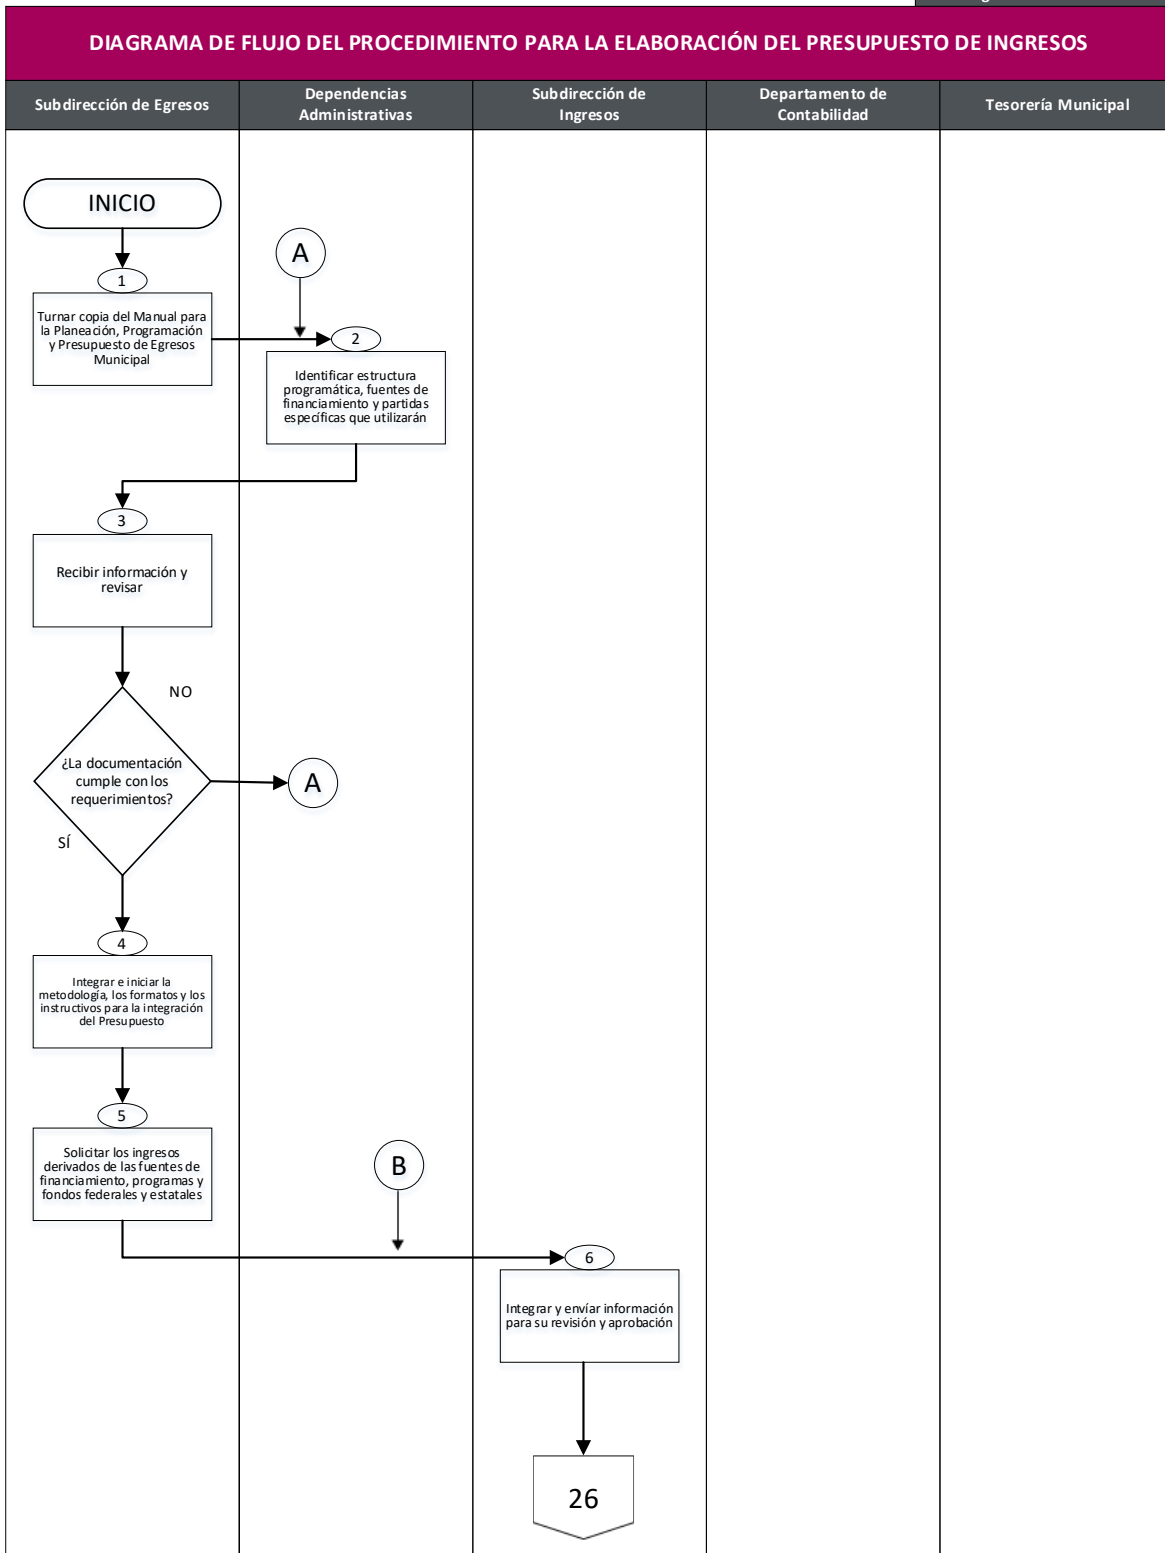 DIAGRAMA DE FLUJO DEL PROCEDIMIENTO PARA LA ELABORACIÓN DEL PRESUPUESTO DE INGRESOS
Subdirección de Egresos
Dependencias
Administrativas
Subdirección de
Ingresos
Departamento de
Contabilidad
Tesorería Municipal
INICIO
A
1
Turnar copia del Manual para
la Planeación, Programación
y Presupuesto de Egresos
Municipal
2
Identificar estructura
programática, fuentes de
financiamiento y partidas
específicas que utilizarán
3
Recibir información y
revisar
NO
¿La documentación
cumple con los
requerimientos?
A
SÍ
4
Integrar e iniciar la
metodología, los formatos y los
instructivos para la integración
del Presupuesto
5
Solicitar los ingresos
derivados de las fuentes de
financiamiento, programas y
fondos federales y estatales
B
6
Integrar y envíar información
para su revisión y aprobación
26